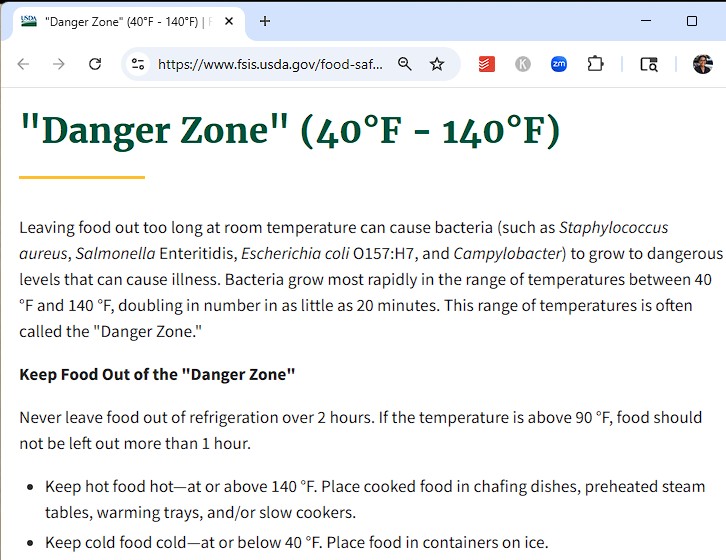 USDA
"Danger Zone" (40°F - 140°F) |
https://www.fsis.usda.gov/food-saf...
K
zm
"Danger Zone" (40°F - 140°F)
Leaving food out too long at room temperature can cause bacteria (such as Staphylococcus
aureus, Salmonella Enteritidis, Escherichia coli O157:H7, and Campylobacter) to grow to dangerous
levels that can cause illness. Bacteria grow most rapidly in the range of temperatures between 40
°F and 140 °F, doubling in number in as little as 20 minutes. This range of temperatures is often
called the "Danger Zone."
Keep Food Out of the "Danger Zone"
Never leave food out of refrigeration over 2 hours. If the temperature is above 90 °F, food should
not be left out more than 1 hour.
• Keep hot food hot—at or above 140 °F. Place cooked food in chafing dishes, preheated steam
tables, warming trays, and/or slow cookers.
• Keep cold food cold—at or below 40 °F. Place food in containers on ice.